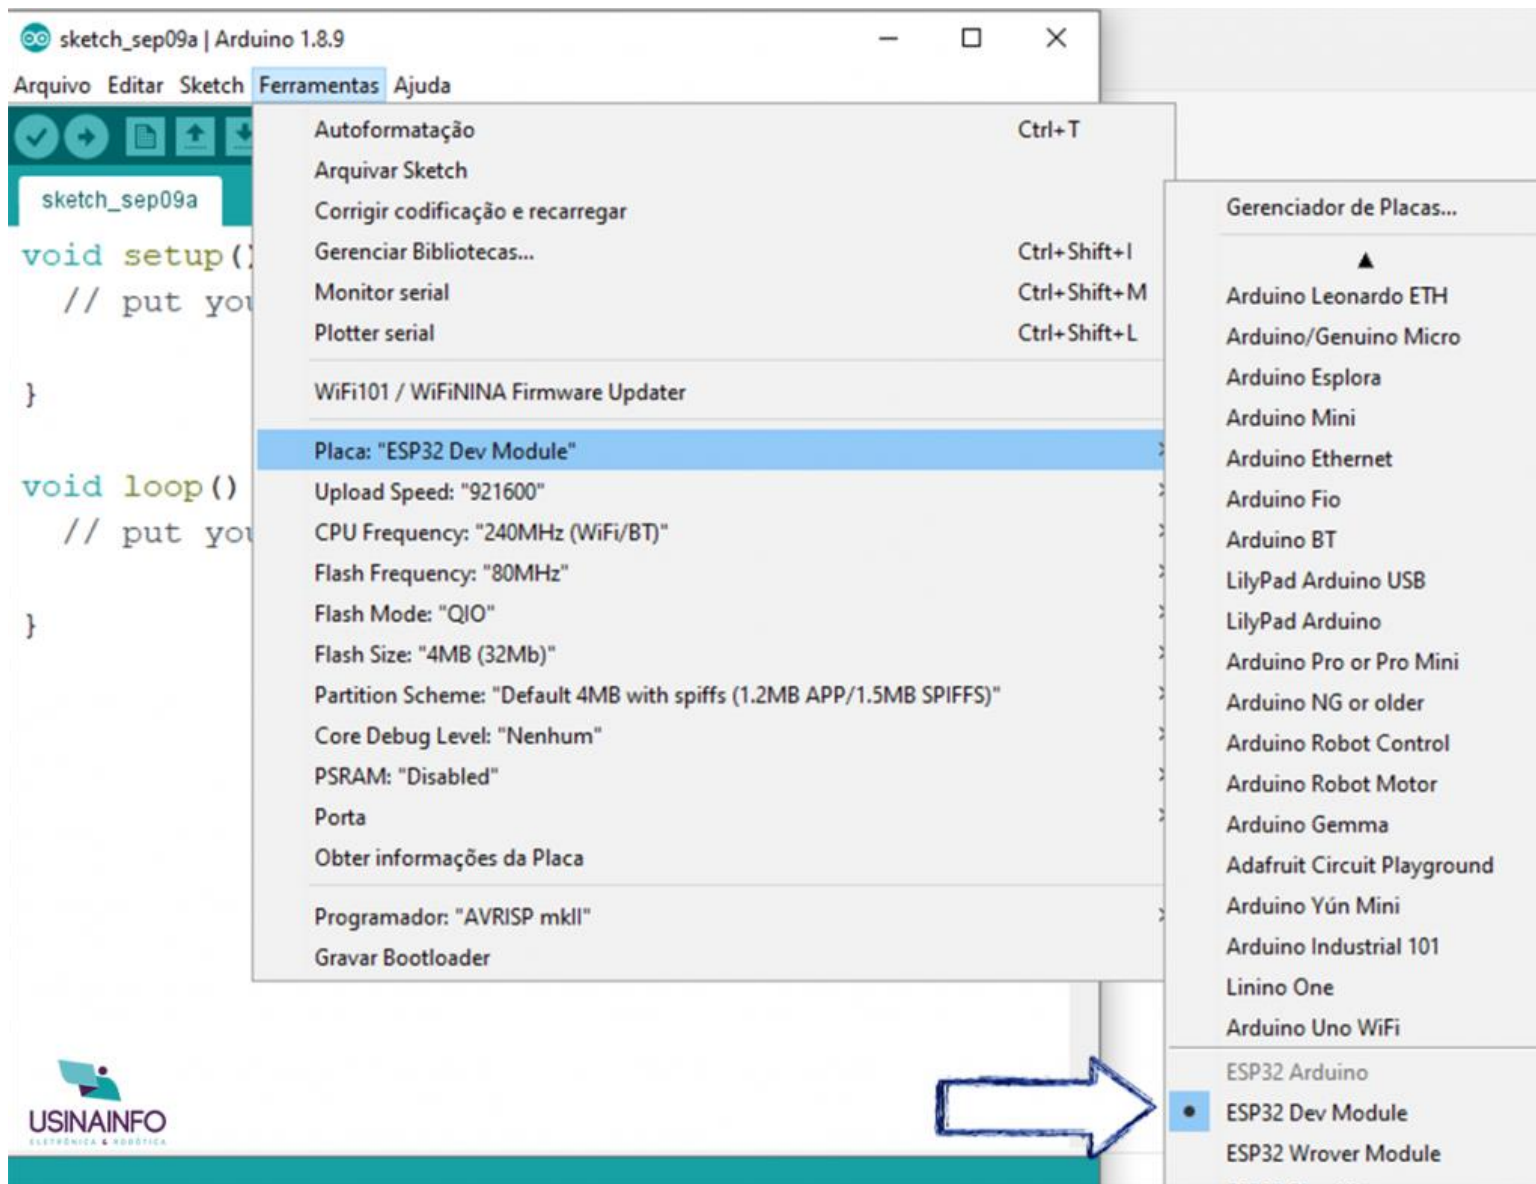 sketch_sep09a | Arduino 1.8.9
Arquivo Editar Sketch Ferramentas Ajuda
sketch_sep09a
void setup()
// put you
}
void loop()
// put you
}
Autoformatação Ctrl+T
Arquivar Sketch
Corrigir codificação e recarregar
Gerenciar Bibliotecas... Ctrl+Shift+I
Monitor serial Ctrl+Shift+M
Plotter serial Ctrl+Shift+L
WiFi101 / WiFiNINA Firmware Updater
Placa: "ESP32 Dev Module"
Upload Speed: "921600"
CPU Frequency: "240MHz (WiFi/BT)"
Flash Frequency: "80MHz"
Flash Mode: "QIO"
Flash Size: "4MB (32Mb)"
Partition Scheme: "Default 4MB with spiffs (1.2MB APP/1.5MB SPIFFS)"
Core Debug Level: "Nenhum"
PSRAM: "Disabled"
Porta
Obter informações da Placa
Programador: "AVRISP mkII"
Gravar Bootloader
Gerenciador de Placas...
Arduino Leonardo ETH
Arduino/Genuino Micro
Arduino Esplora
Arduino Mini
Arduino Ethernet
Arduino Fio
Arduino BT
LilyPad Arduino USB
LilyPad Arduino
Arduino Pro or Pro Mini
Arduino NG or older
Arduino Robot Control
Arduino Robot Motor
Arduino Gemma
Adafruit Circuit Playground
Arduino Yún Mini
Arduino Industrial 101
Linino One
Arduino Uno WiFi
ESP32 Arduino
ESP32 Dev Module
ESP32 Wrover Module
USINAINFO
ELETRÔNICA & ROBÓTICA